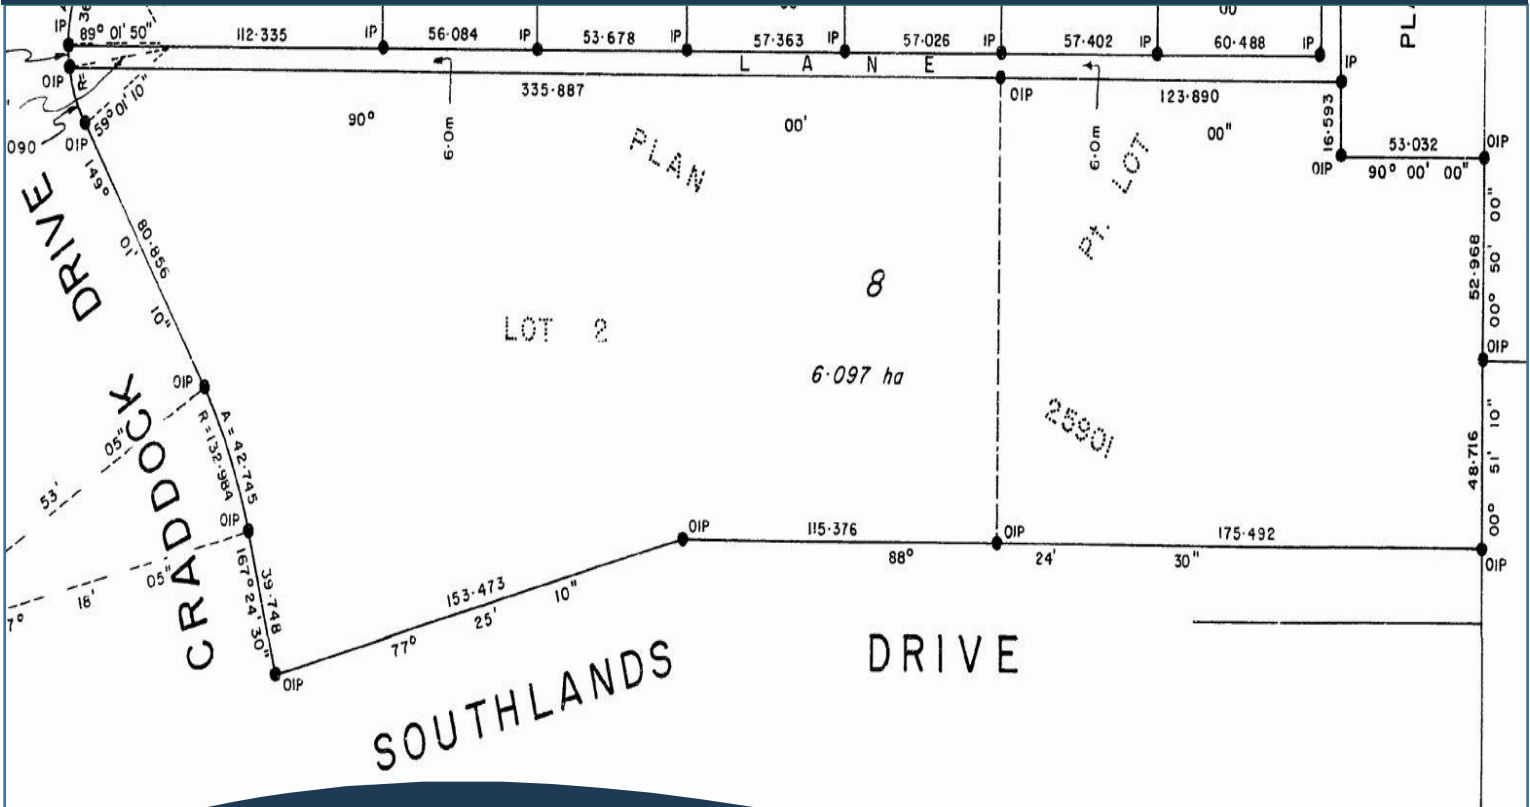 IP
89° 01' 50"
112·335
IP
56·084
IP
53·678
IP
57·363
IP
57·026
IP
57·402
IP
60·488
IP
00'
PLA
LANE
OIP
R=
59° 01' 10"
335·887
OIP
123·890
IP
90°
00'
00"
6·0m
6·0m
16·593
OIP
53·032
OIP
90° 00' 00"
090
OIP
149°
01'
10"
80·856
PLAN
Pt. LOT
DRIVE
CRADDOCK
8
LOT 2
6·097 ha
25901
52·968
00° 50' 00"
OIP
48·716
00° 51' 10"
OIP
OIP
A = 42·745
R = 132·984
53'
05"
OIP
7°
18'
05"
39·748
167° 24' 30"
OIP
153·473
77°
25'
10"
OIP
115·376
OIP
175·492
88°
24'
30"
SOUTHLANDS
DRIVE